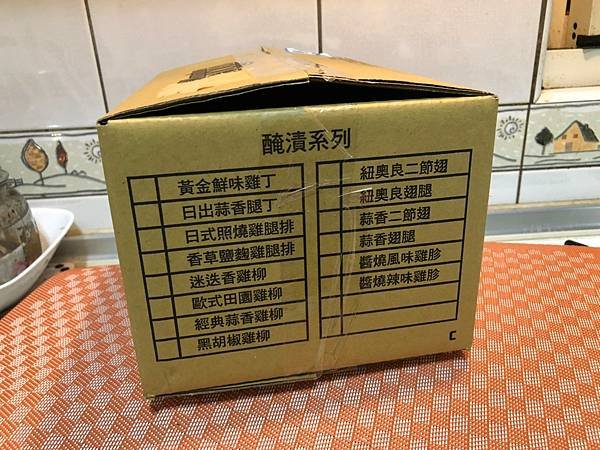 醃漬系列
黃金鮮味雞丁
日出蒜香腿丁
日式照燒雞腿排
香草鹽麴雞腿排
迷迭香雞柳
歐式田園雞柳
經典蒜香雞柳
黑胡椒雞柳
紐奧良二節翅
紐奧良翅腿
蒜香二節翅
蒜香翅腿
醬燒風味雞胗
醬燒辣味雞胗
C